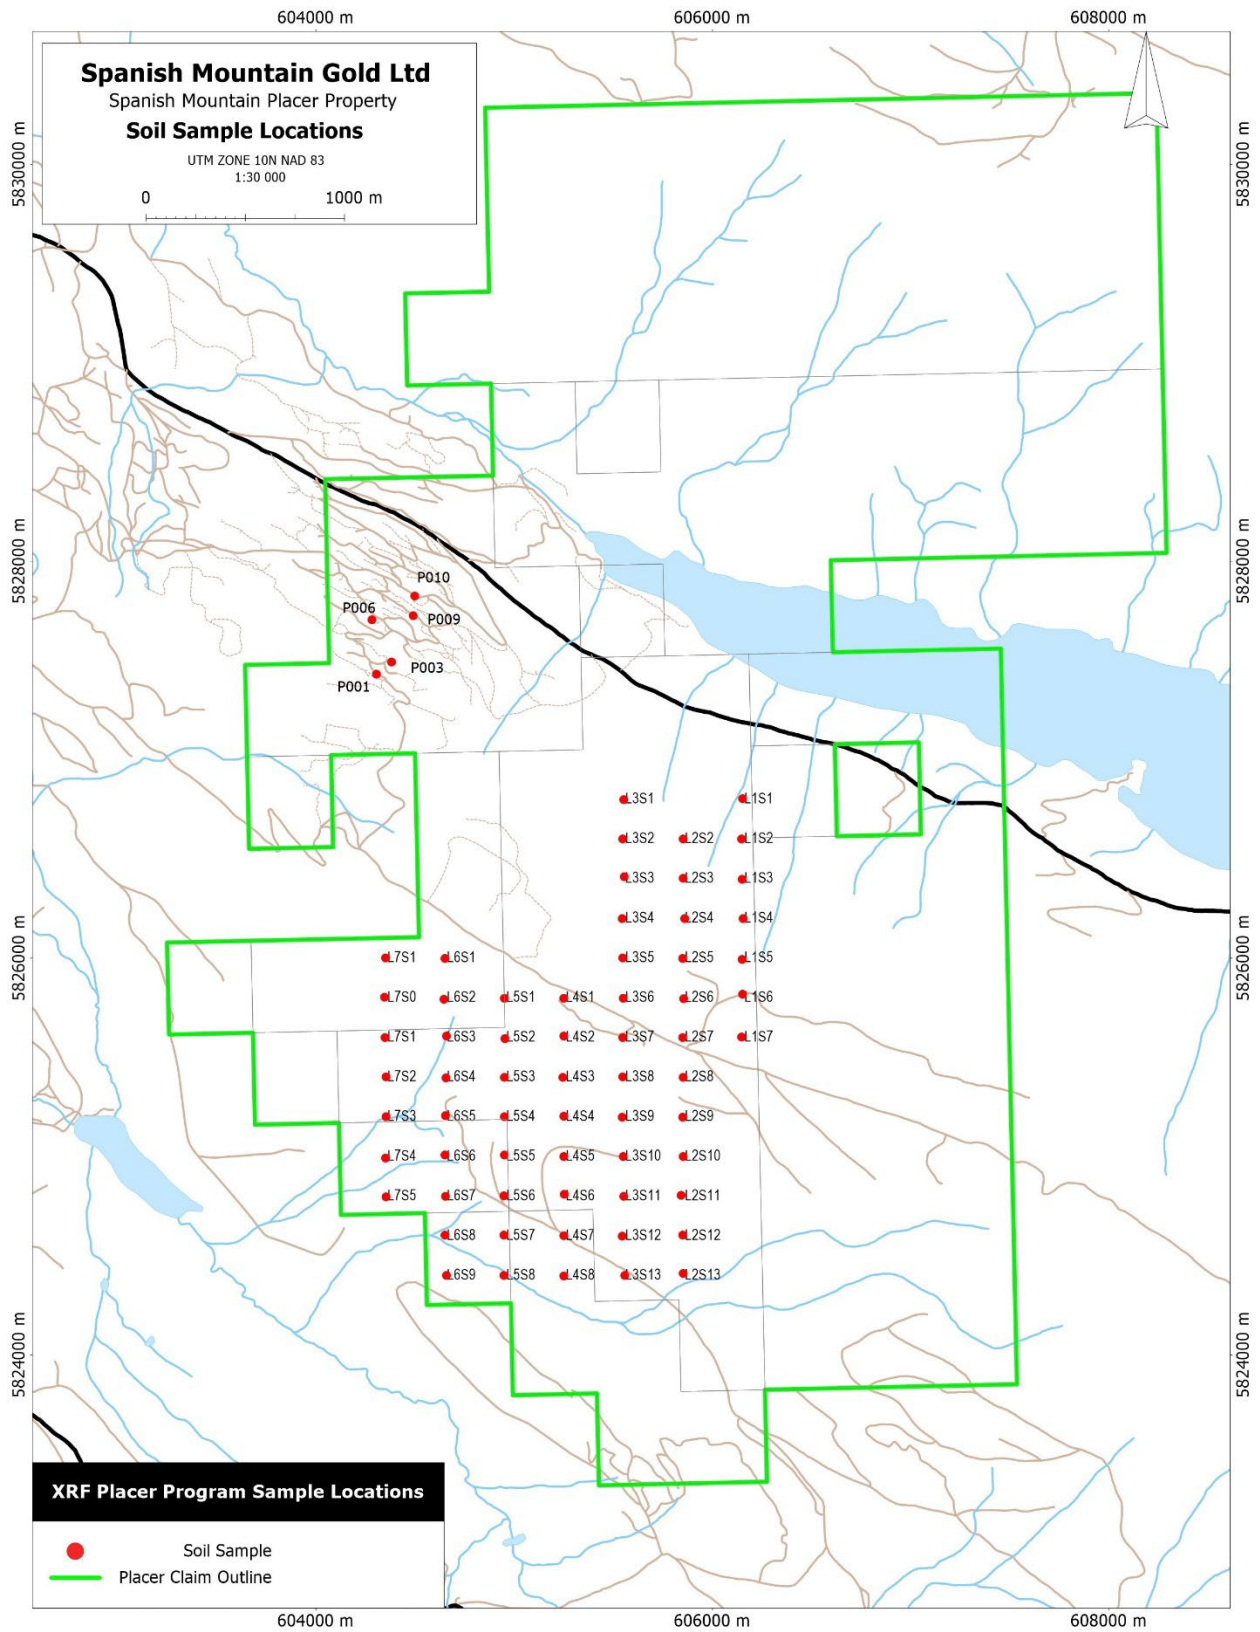 604000 m 606000 m 608000 m
Spanish Mountain Gold Ltd
Spanish Mountain Placer Property
Soil Sample Locations
UTM ZONE 10N NAD 83
1:30 000
0 1000 m
5830000 m 5830000 m
5828000 m 5828000 m
P010
P006
P009
P003
P001
L3S1 L1S1
L3S2 L2S2 L1S2
L3S3 L2S3 L1S3
L3S4 L2S4 L1S4
5826000 m 5826000 m
L7S1 L6S1 L3S5 L2S5 L1S5
L7S0 L6S2 L5S1 L4S1 L3S6 L2S6 L1S6
L7S1 L6S3 L5S2 L4S2 L3S7 L2S7 L1S7
L7S2 L6S4 L5S3 L4S3 L3S8 L2S8
L7S3 L6S5 L5S4 L4S4 L3S9 L2S9
L7S4 L6S6 L5S5 L4S5 L3S10 L2S10
L7S5 L6S7 L5S6 L4S6 L3S11 L2S11
L6S8 L5S7 L4S7 L3S12 L2S12
L6S9 L5S8 L4S8 L3S13 L2S13
5824000 m 5824000 m
XRF Placer Program Sample Locations
Soil Sample
Placer Claim Outline
604000 m 606000 m 608000 m